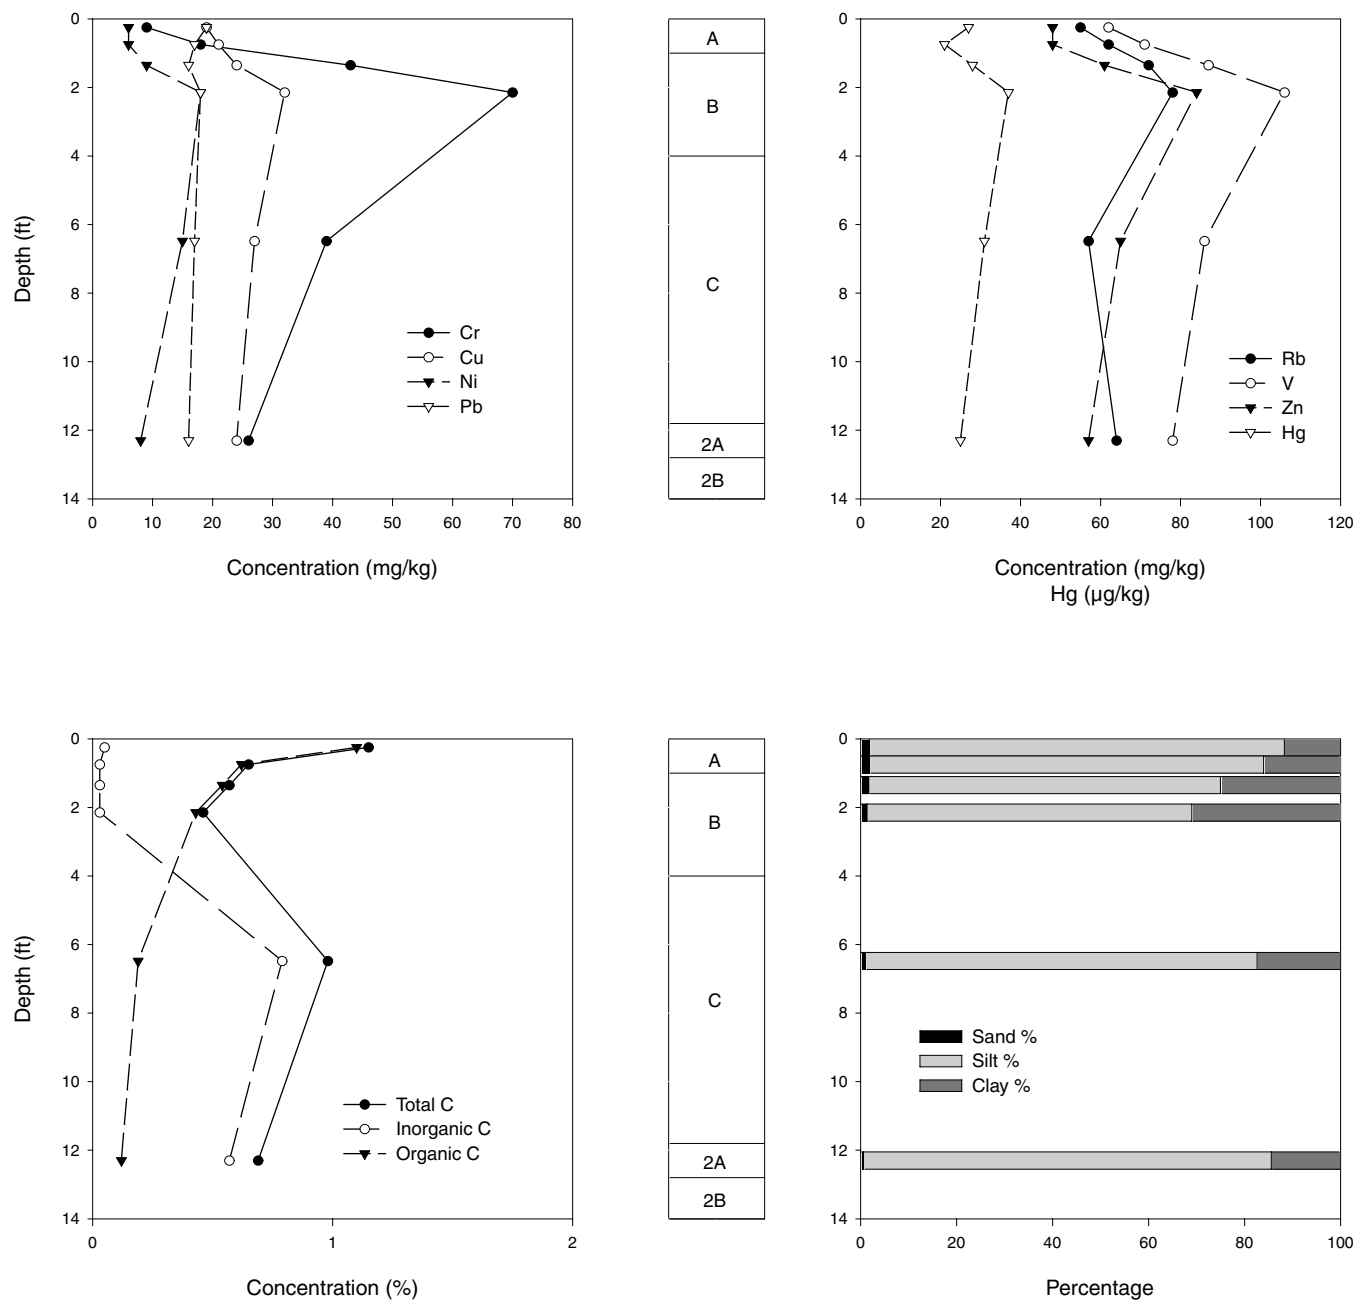 0
2
4
6
8
10
12
14
Depth (ft)
0 10 20 30 40 50 60 70 80
Concentration (mg/kg)
Cr
Cu
Ni
Pb
A
B
C
2A
2B
0
2
4
6
8
10
12
14
0 20 40 60 80 100 120
Concentration (mg/kg)
Hg (µg/kg)
Rb
V
Zn
Hg
0
2
4
6
8
10
12
14
Depth (ft)
0 1 2
Concentration (%)
Total C
Inorganic C
Organic C
A
B
C
2A
2B
0
2
4
6
8
10
12
14
0 20 40 60 80 100
Percentage
Sand %
Silt %
Clay %